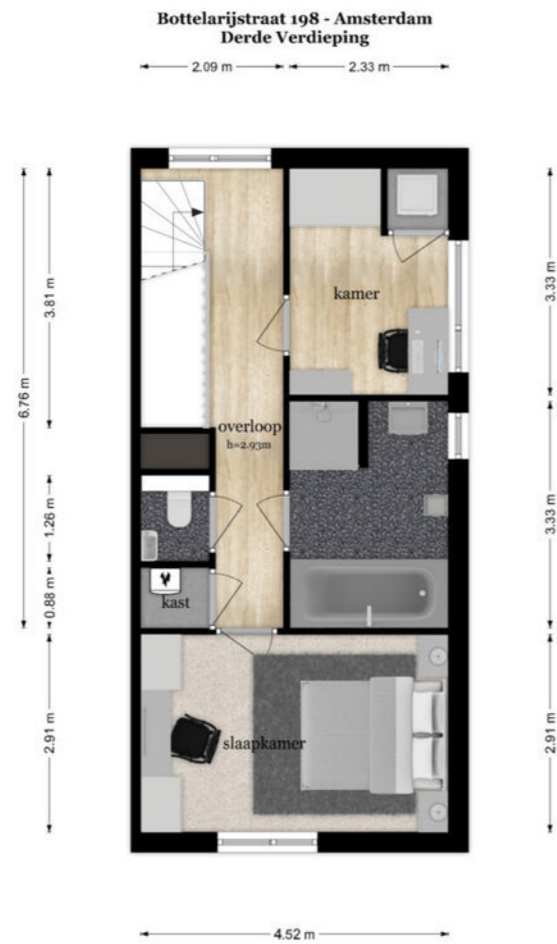 Bottelarijstraat 198 - Amsterdam
Derde Verdieping
2.09 m
2.33 m
3.81 m
6.76 m
1.26 m
0.88 m
2.91 m
3.33 m
3.33 m
2.91 m
kamer
overloop
h=2.93m
kast
slaapkamer
4.52 m